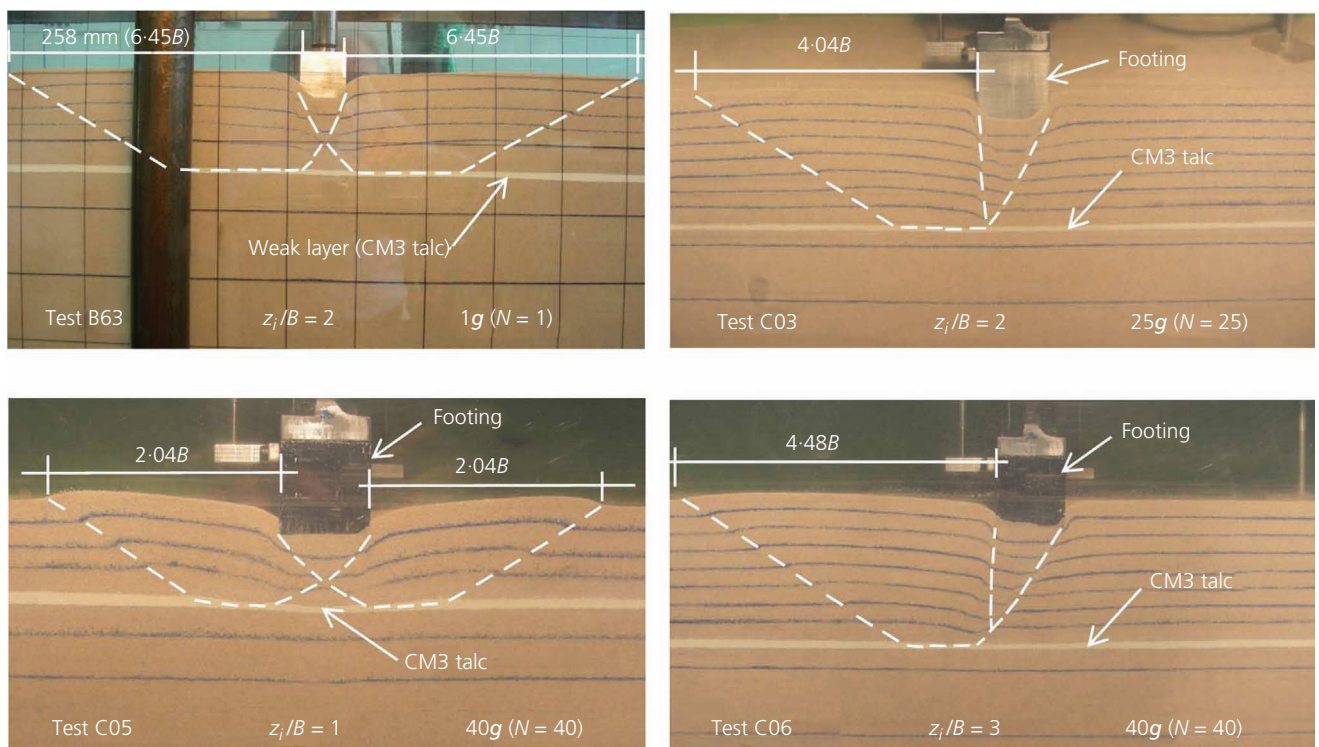 258 mm (6·45B)
6·45B
Weak layer (CM3 talc)
Test B63
z_i/B = 2
1g (N = 1)
4·04B
Footing
CM3 talc
Test C03
z_i/B = 2
25g (N = 25)
2·04B
Footing
2·04B
CM3 talc
Test C05
z_i/B = 1
40g (N = 40)
4·48B
Footing
CM3 talc
Test C06
z_i/B = 3
40g (N = 40)